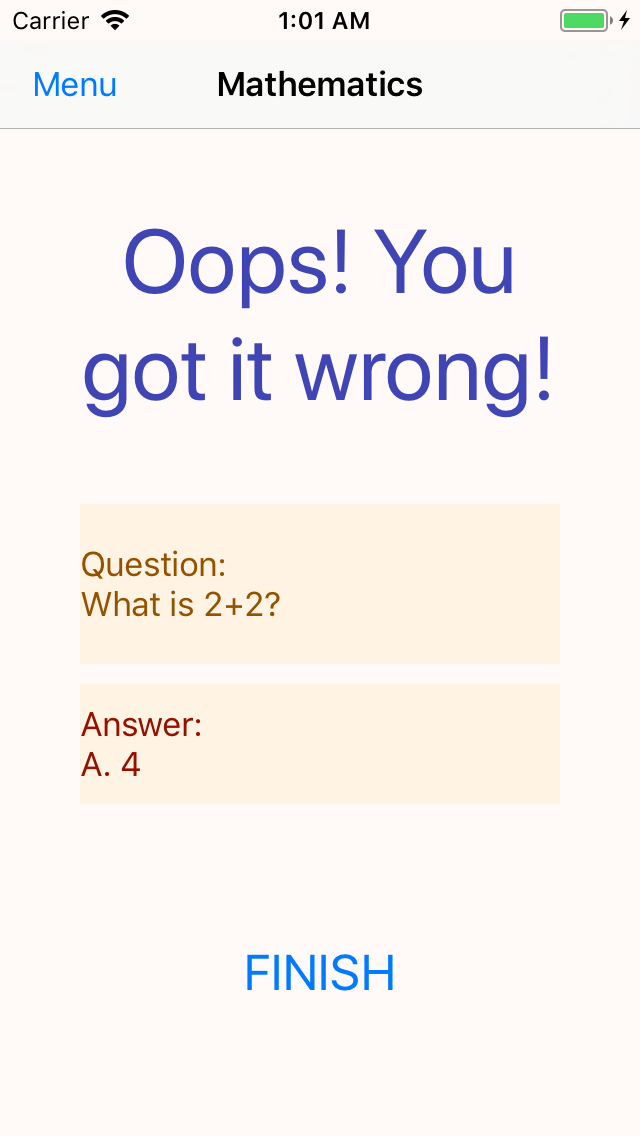 Carrier 1:01 AM
Menu Mathematics
Oops! You
got it wrong!
Question:
What is 2+2?
Answer:
A. 4
FINISH